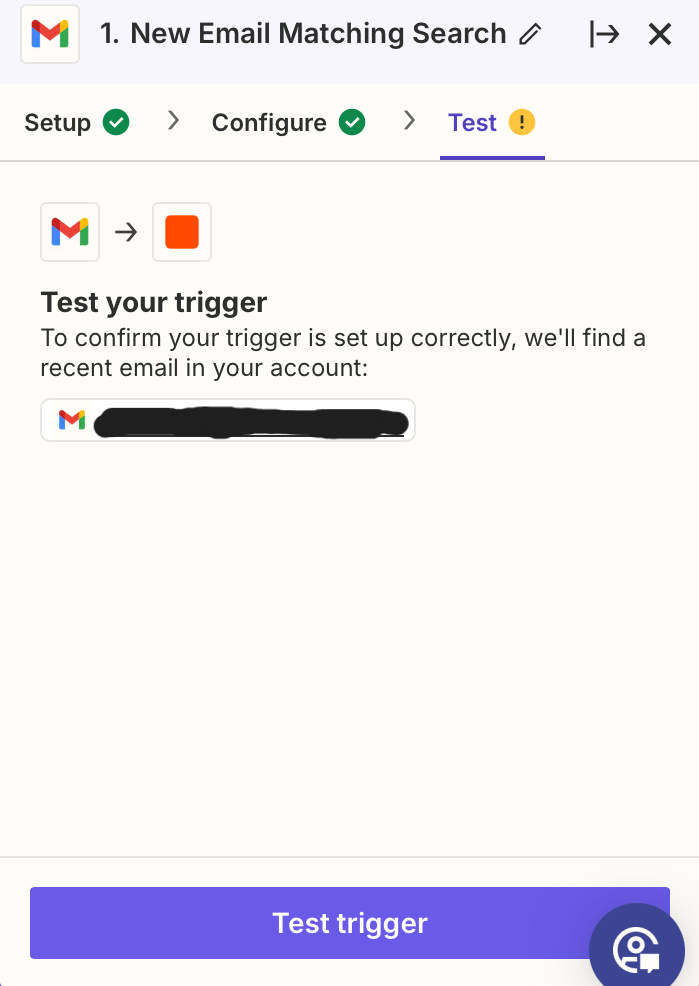 1. New Email Matching Search
Setup
Configure
Test
Test your trigger
To confirm your trigger is set up correctly, we'll find a
recent email in your account:
Test trigger